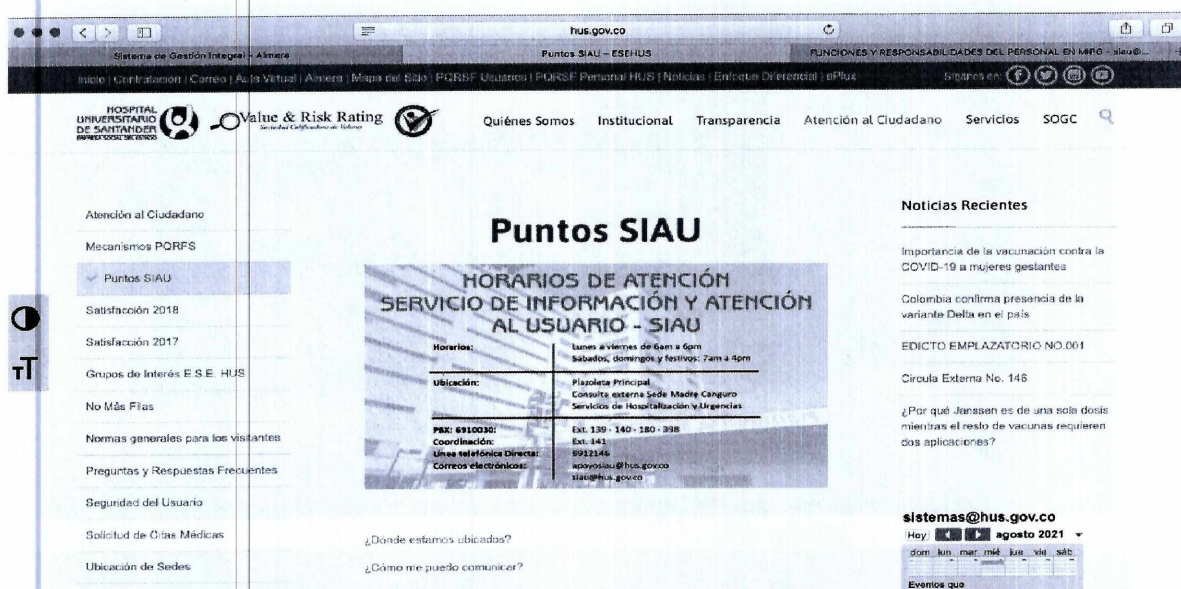 hus.gov.co
Sistema de Gestión Integral - Almera
Puntos SIAU – ESEHUS
FUNCIONES Y RESPONSABILIDADES DEL PERSONAL EN MIPG - siau@...
Inicio | Contratación | Correo | Aula Virtual | Almera | Mapa del Sitio | PQRSF Usuarios | PQRSF Personal HUS | Noticias | Enfoque Diferencial | ePlux
Síganos en:
HOSPITAL
UNIVERSITARIO
DE SANTANDER
Value & Risk Rating
Sociedad Calificadora de Valores
Quiénes Somos Institucional Transparencia Atención al Ciudadano Servicios SOGC
Atención al Ciudadano
Mecanismos PQRFS
Puntos SIAU
Satisfacción 2018
Satisfacción 2017
Grupos de Interés E.S.E. HUS
No Más Filas
Normas generales para los visitantes
Preguntas y Respuestas Frecuentes
Seguridad del Usuario
Solicitud de Citas Médicas
Ubicación de Sedes
TT
Puntos SIAU
HORARIOS DE ATENCIÓN
SERVICIO DE INFORMACIÓN Y ATENCIÓN
AL USUARIO - SIAU
Horarios: Lunes a viernes de 6am a 6pm
Sábados, domingos y festivos: 7am a 4pm
Ubicación: Plazoleta Principal
Consulta externa Sede Madre Canguro
Servicios de Hospitalización y Urgencias
PBX: 6910030: Ext. 139 - 140 - 180 - 398
Coordinación: Ext. 141
Línea telefónica Directa: 6912146
Correos electrónicos: apoyosiau@hus.gov.co
siau@hus.gov.co
¿Dónde estamos ubicados?
¿Cómo me puedo comunicar?
Noticias Recientes
Importancia de la vacunación contra la
COVID-19 a mujeres gestantes
Colombia confirma presencia de la
variante Delta en el país
EDICTO EMPLAZATORIO NO.001
Circula Externa No. 146
¿Por qué Janssen es de una sola dosis
mientras el resto de vacunas requieren
dos aplicaciones?
sistemas@hus.gov.co
Hoy agosto 2021
dom lun mar mié jue vie sáb
Eventos que